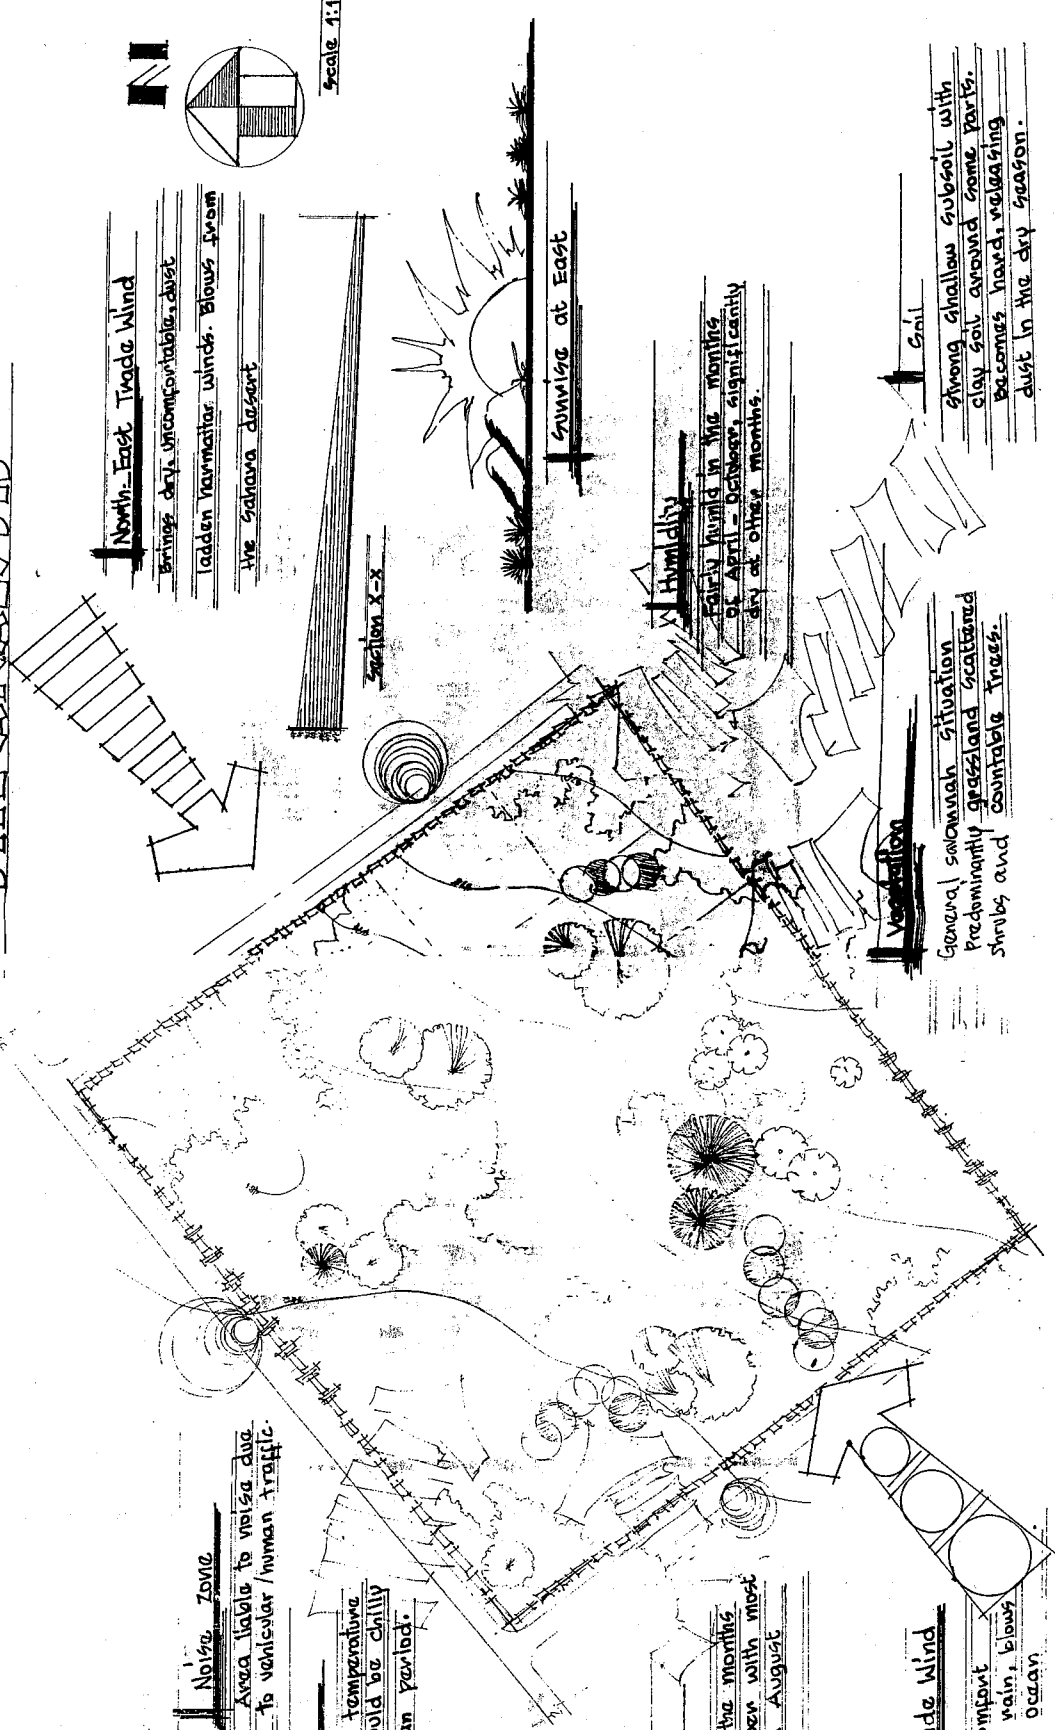 N
Scale 1:1
North-East Trade Wind
Brings dry, uncomfortable, dust
ladden harmattan winds. Blows from
the Sahara desert
Section X-X
Sunrise at East
Humidity
Fairly humid in the months
of April - October, significantly
dry at other months.
Soil
Strong shallow subsoil with
clay soil around some parts.
Becomes hard, releasing
dust in the dry season.
Vegetation
General savannah situation
Predominantly grassland scattered
shrubs and countable trees.
Noise Zone
Area liable to noise due
to vehicular/human traffic.
temperature
uld be chilly
n period.
the months
en with most
August
de Wind
mfort
rain, blows
ocean